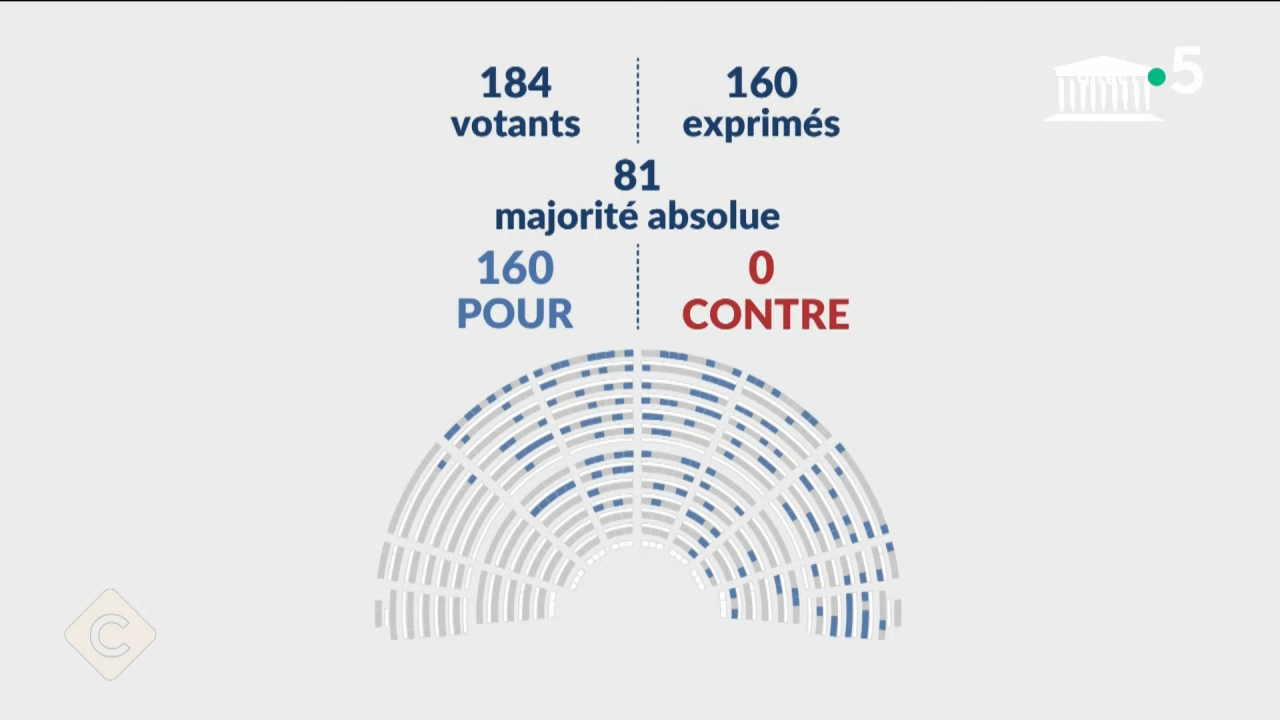 184
votants
160
exprimés
81
majorité absolue
160
POUR
0
CONTRE
5
C